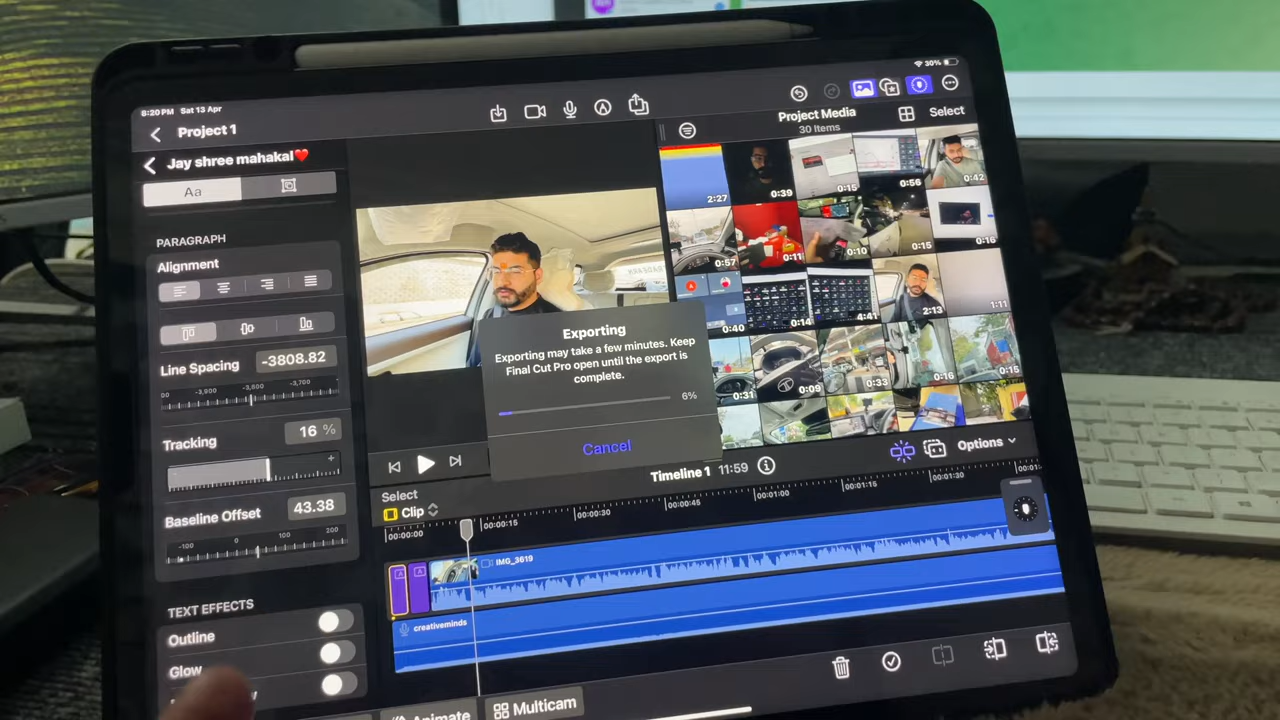 8:20 PM Sat 13 Apr
30%
Project 1
Project Media
30 Items
Select
Jay shree mahakal❤️
Aa
PARAGRAPH
Alignment
Line Spacing
-3808.82
-3,900
-3,800
-3,700
Tracking
16 %
+
Baseline Offset
43.38
-100
0
100
200
TEXT EFFECTS
Outline
Glow
2:27
0:39
0:15
0:56
0:42
0:57
0:11
0:10
0:15
0:16
0:40
0:14
4:41
2:13
1:11
0:31
0:09
0:33
0:16
0:15
Exporting
Exporting may take a few minutes. Keep
Final Cut Pro open until the export is
complete.
6%
Cancel
Timeline 1 11:59
Options
Select
Clip
00:00:00
00:00:15
00:00:30
00:00:45
00:01:00
00:01:15
00:01:30
IMG_3619
creativeminds
Animate
Multicam